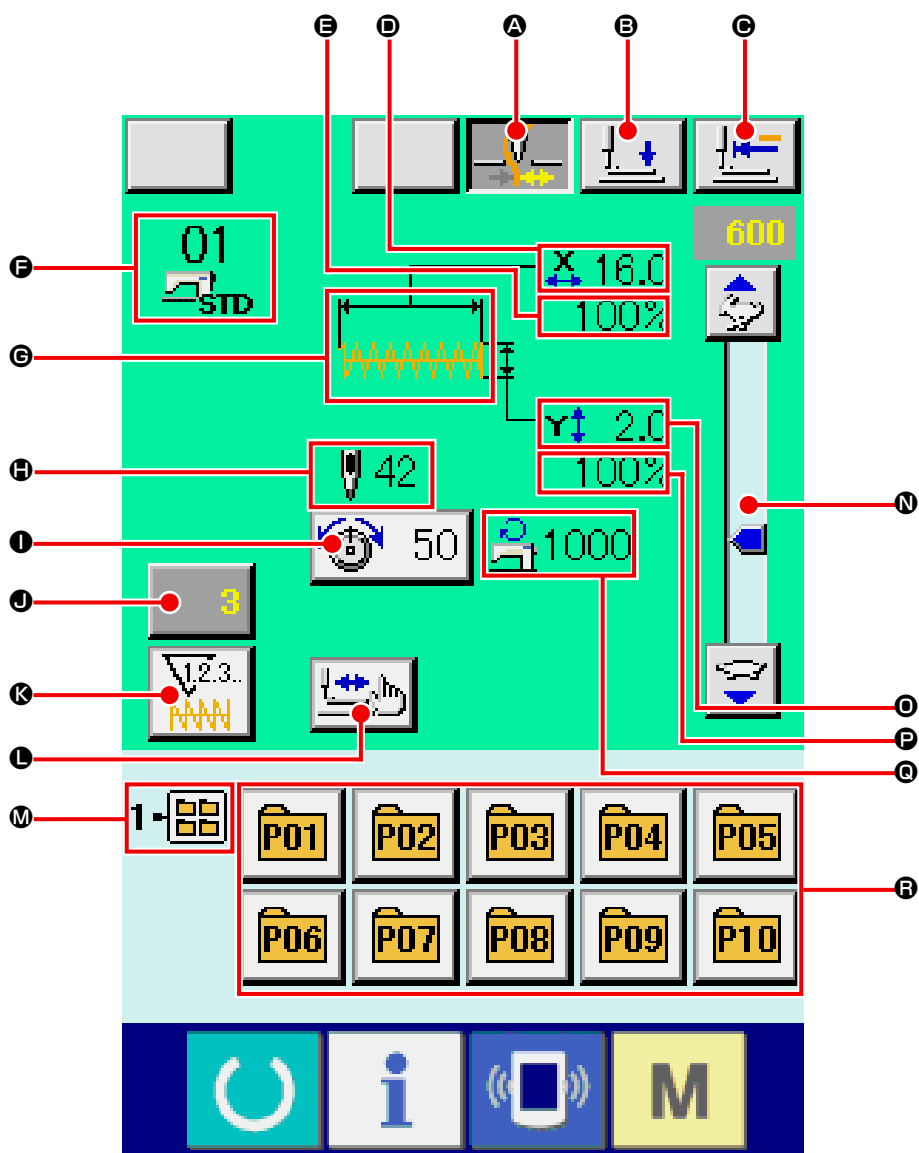 E D A B C
600
01
STD
F
X 16.0
100%
G
Y 2.0
100%
H
42
N
I
50
1000
J
3
K
1.2.3..
O
L
P
Q
M
1
P01 P02 P03 P04 P05
R
P06 P07 P08 P09 P10
i M